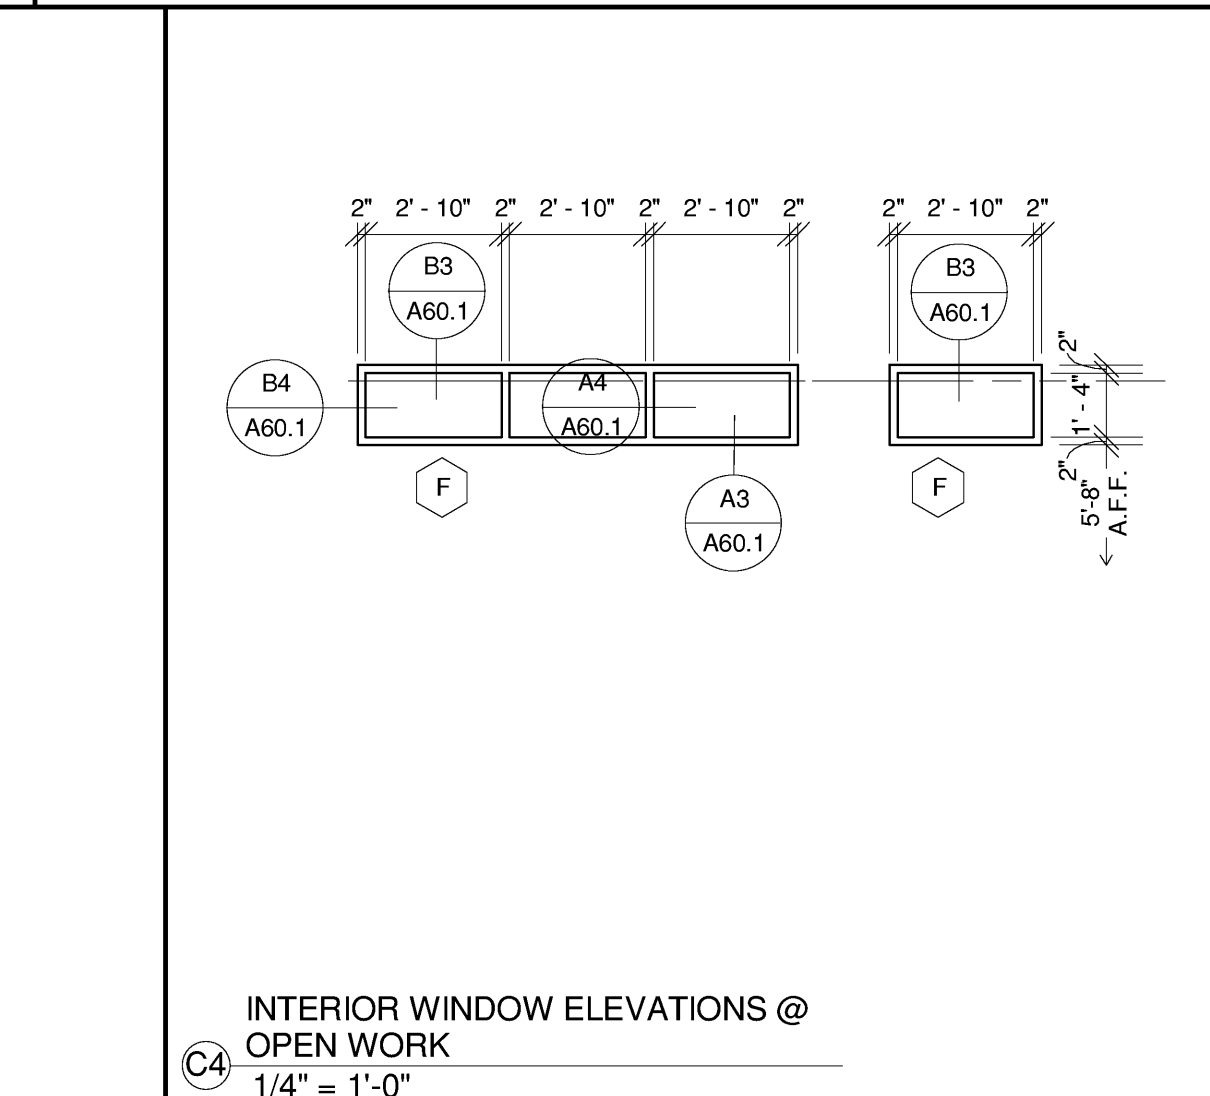 2" 2' - 10" 2" 2' - 10" 2" 2' - 10" 2" 2" 2' - 10" 2"
B3
A60.1
B3
A60.1
B4
A60.1
A4
A60.1
2"
1' - 4"
2"
5'-8"
A.F.F.
F
F
A3
A60.1
INTERIOR WINDOW ELEVATIONS @
OPEN WORK
C4
1/4" = 1'-0"